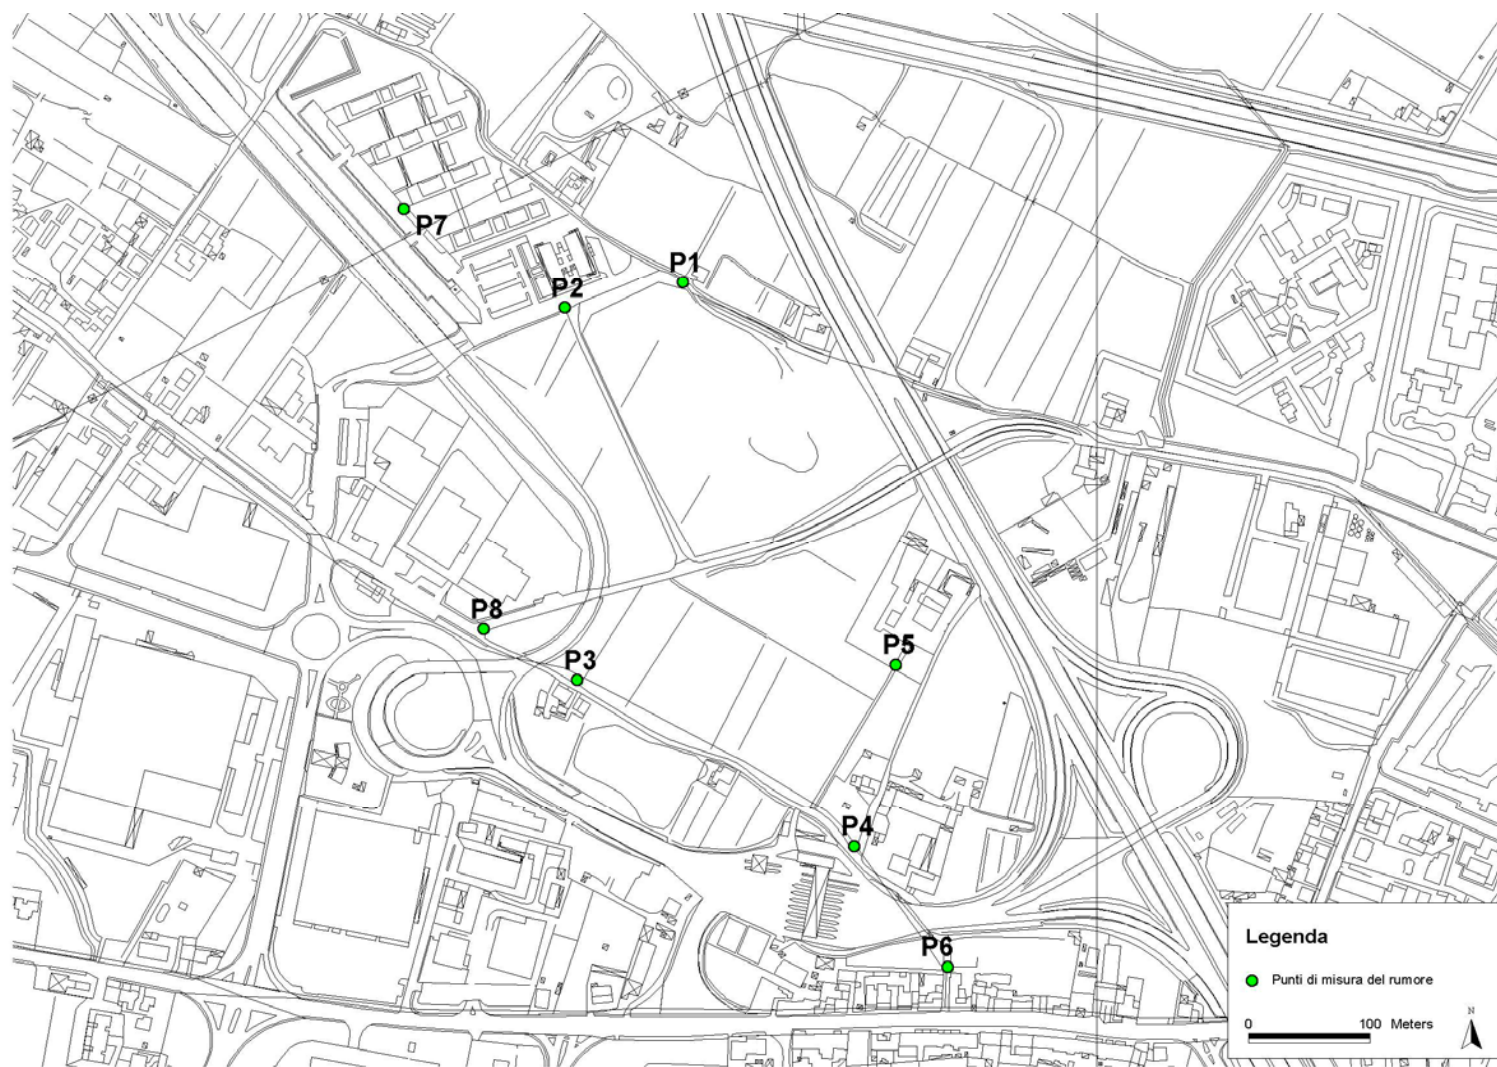 P7
P1
P2
P8
P3
P5
P4
P6
Legenda
Punti di misura del rumore
0 100 Meters
N